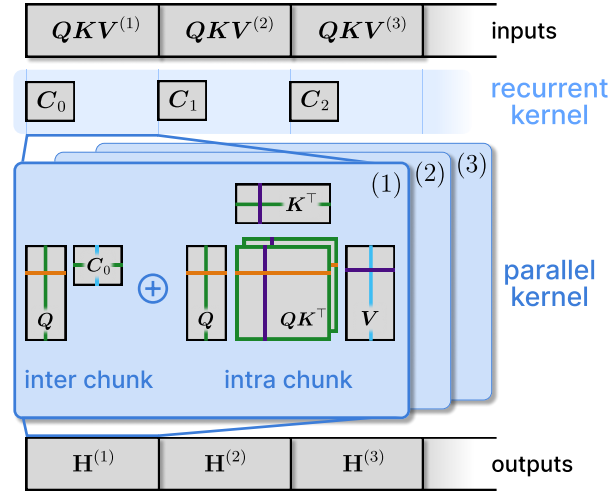 QKV⁽¹⁾ QKV⁽²⁾ QKV⁽³⁾ inputs
C₀ C₁ C₂ recurrent
kernel
(1) (2) (3)
K⊤
C₀
Q Q QK⊤ V
parallel
kernel
inter chunk intra chunk
H⁽¹⁾ H⁽²⁾ H⁽³⁾ outputs